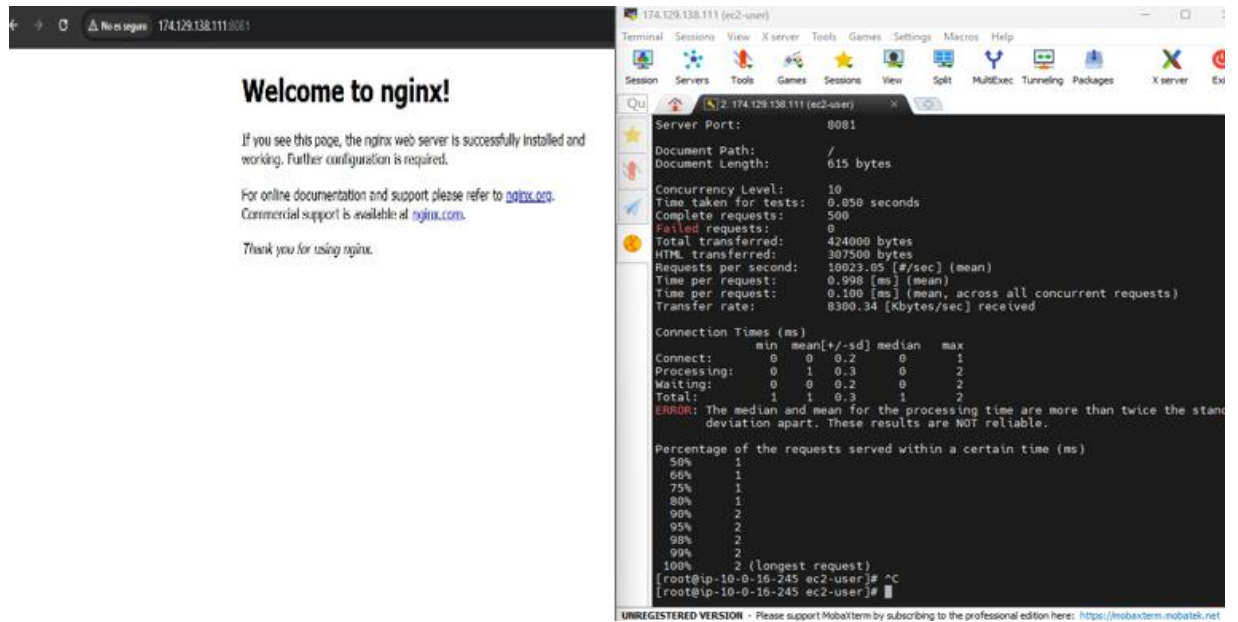 No es seguro 174.129.138.111:8081
Welcome to nginx!
If you see this page, the nginx web server is successfully installed and
working. Further configuration is required.
For online documentation and support please refer to nginx.org.
Commercial support is available at nginx.com.
Thank you for using nginx.
174.129.138.111 (ec2-user)
Terminal Sessions View X server Tools Games Settings Macros Help
Session Servers Tools Games Sessions View Split MultiExec Tunneling Packages X server Exi
Qu 2. 174.129.138.111 (ec2-user)
Server Port: 8081
Document Path: /
Document Length: 615 bytes
Concurrency Level: 10
Time taken for tests: 0.050 seconds
Complete requests: 500
Failed requests: 0
Total transferred: 424000 bytes
HTML transferred: 307500 bytes
Requests per second: 10023.05 [#/sec] (mean)
Time per request: 0.998 [ms] (mean)
Time per request: 0.100 [ms] (mean, across all concurrent requests)
Transfer rate: 8300.34 [Kbytes/sec] received
Connection Times (ms)
min mean[+/-sd] median max
Connect: 0 0 0.2 0 1
Processing: 0 1 0.3 0 2
Waiting: 0 0 0.2 0 2
Total: 1 1 0.3 1 2
ERROR: The median and mean for the processing time are more than twice the stand
deviation apart. These results are NOT reliable.
Percentage of the requests served within a certain time (ms)
50% 1
66% 1
75% 1
80% 1
90% 2
95% 2
98% 2
99% 2
100% 2 (longest request)
[root@ip-10-0-16-245 ec2-user]# ^C
[root@ip-10-0-16-245 ec2-user]#
UNREGISTERED VERSION - Please support MobaXterm by subscribing to the professional edition here: https://mobaxterm.mobatek.net